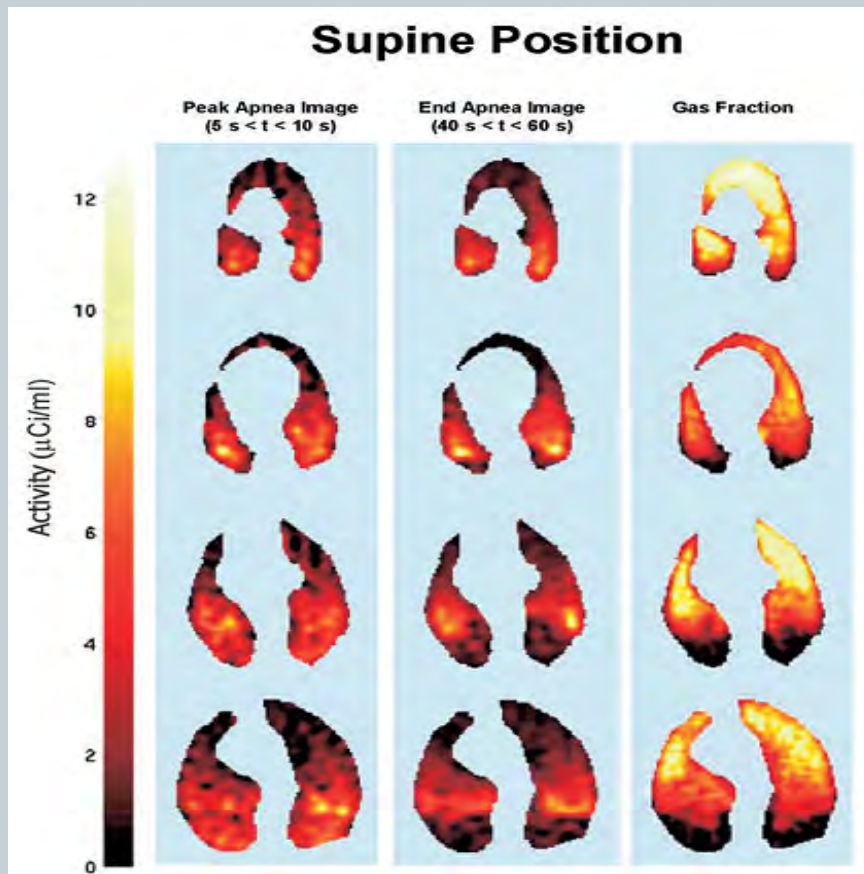 Supine Position
Peak Apnea Image
(5 s < t < 10 s)
End Apnea Image
(40 s < t < 60 s)
Gas Fraction
Activity (μCi/ml)
12
10
8
6
4
2
0